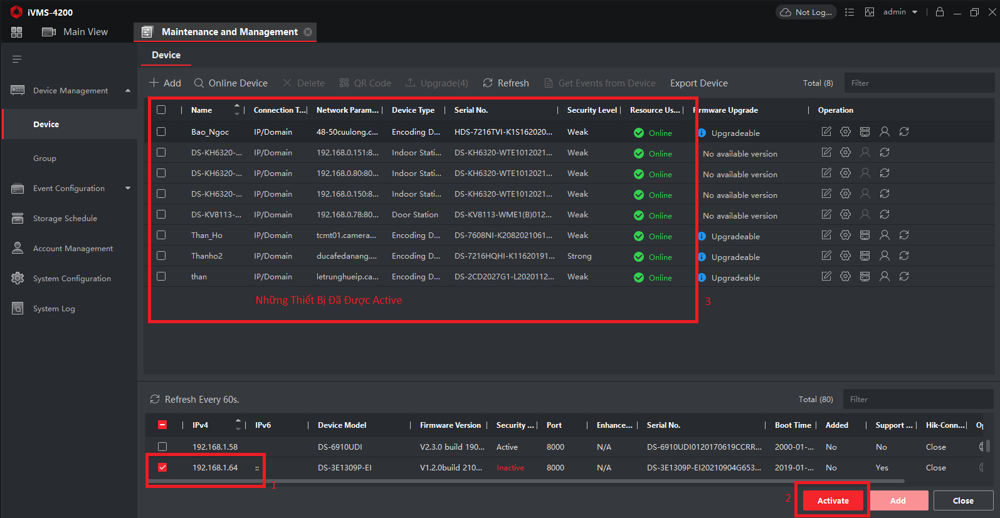 iVMS-4200
Not Log...
admin
Main View
Maintenance and Management
Device
Add
Online Device
Delete
QR Code
Upgrade(4)
Refresh
Get Events from Device
Export Device
Total (8)
Filter
Device Management
Device
Group
Event Configuration
Storage Schedule
Account Management
System Configuration
System Log
Name Connection T... Network Param... Device Type Serial No. Security Level Resource Us... rmware Upgrade Operation
Bao_Ngoc IP/Domain 48-50cuulong.c... Encoding D... HDS-7216TVI-K1S162020... Weak Online Upgradeable
DS-KH6320-... IP/Domain 192.168.0.151:8... Indoor Stati... DS-KH6320-WTE1012021... Weak Online No available version
DS-KH6320-... IP/Domain 192.168.0.80:80... Indoor Stati... DS-KH6320-WTE1012021... Weak Online No available version
DS-KH6320-... IP/Domain 192.168.0.150:8... Indoor Stati... DS-KH6320-WTE1012021... Weak Online No available version
DS-KV8113-... IP/Domain 192.168.0.78:80... Door Station DS-KV8113-WME1(B)012... Weak Online No available version
Than_Ho IP/Domain tcmt01.camera... Encoding D... DS-7608NI-K2082021061... Weak Online Upgradeable
Thanho2 IP/Domain ducafedanang.... Encoding D... DS-7216HQHI-K11620191... Strong Online Upgradeable
than IP/Domain letrunghueip.ca... Encoding D... DS-2CD2027G1-L2020112... Weak Online Upgradeable
Những Thiết Bị Đã Được Active
3
Refresh Every 60s.
Total (80)
Filter
IPv4 IPv6 Device Model Firmware Version Security ... Port Enhance... Serial No. Boot Time Added Support ... Hik-Conn... Op
192.168.1.58 DS-6910UDI V2.3.0 build 190... Active 8000 N/A DS-6910UDI0120170619CCRR... 2000-01-... No No Close
192.168.1.64 :: DS-3E1309P-EI V1.2.0build 210... Inactive 8000 N/A DS-3E1309P-EI20210904G653... 2019-01-... No Yes Close
1
2
Activate
Add
Close